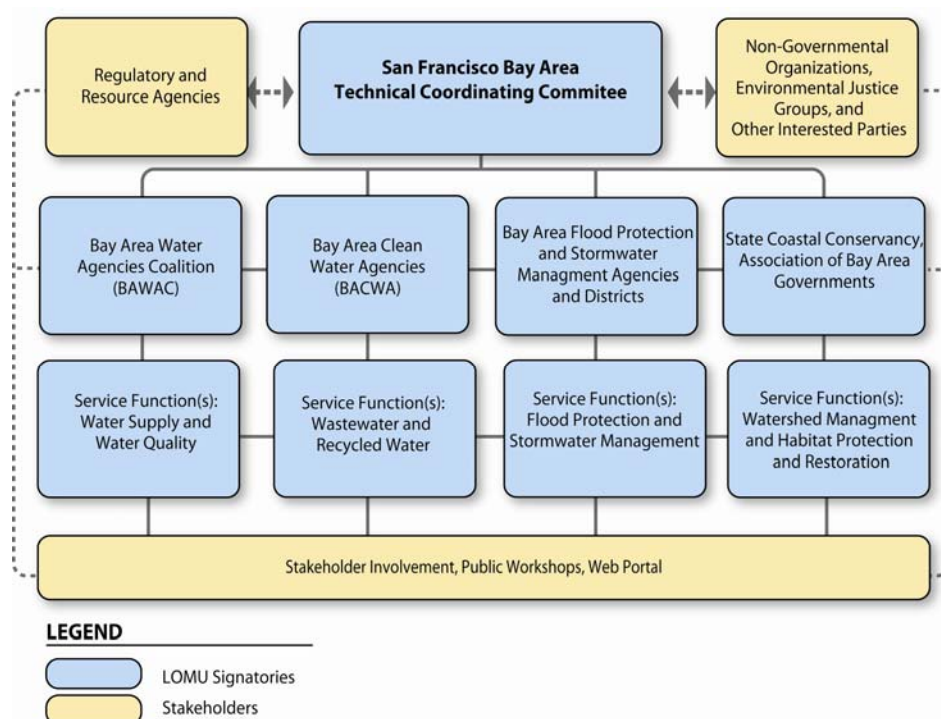 Regulatory and
Resource Agencies
San Francisco Bay Area
Technical Coordinating Commitee
Non-Governmental
Organizations,
Environmental Justice
Groups, and
Other Interested Parties
Bay Area Water
Agencies Coalition
(BAWAC)
Bay Area Clean
Water Agencies
(BACWA)
Bay Area Flood Protection
and Stormwater
Managment Agencies
and Districts
State Coastal Conservancy,
Association of Bay Area
Governments
Service Function(s):
Water Supply and
Water Quality
Service Function(s):
Wastewater and
Recycled Water
Service Function(s):
Flood Protection and
Stormwater Management
Service Function(s):
Watershed Managment
and Habitat Protection
and Restoration
Stakeholder Involvement, Public Workshops, Web Portal
LEGEND
LOMU Signatories
Stakeholders